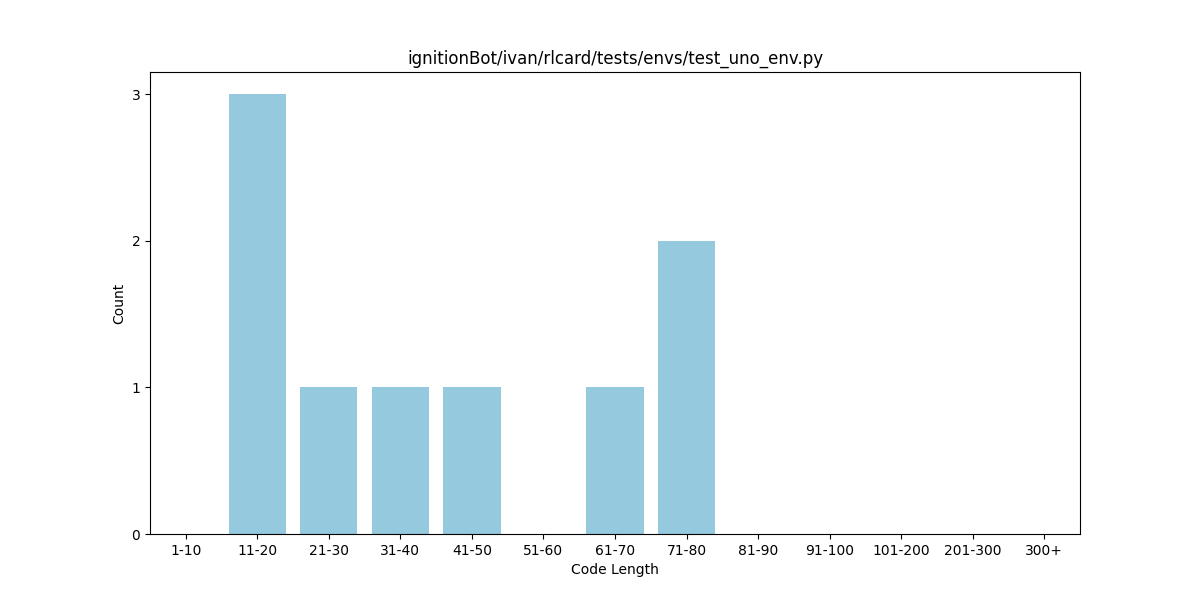 ignitionBot/ivan/rlcard/tests/envs/test_uno_env.py
3
2
1
0
Count
1-10 11-20 21-30 31-40 41-50 51-60 61-70 71-80 81-90 91-100 101-200 201-300 300+
Code Length